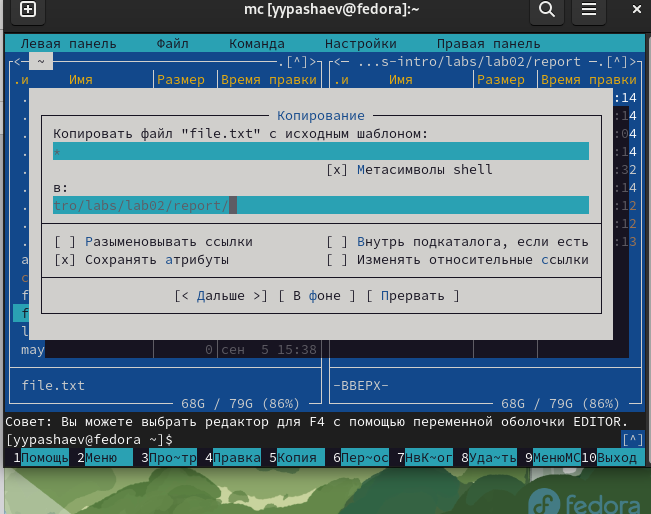 mc [yypashaev@fedora]:~
Левая панель Файл Команда Настройки Правая панель
<─ ~ .[^]> <─ ...s-intro/labs/lab02/report ─.[^]>
.и Имя Размер Время правки .и Имя Размер Время правки
:14
Копирование
Копировать файл "file.txt" с исходным шаблоном:
:04
*
:14
[x] Метасимволы shell
:32
в:
:14
tro/labs/lab02/report/
:12
:12
[ ] Разыменовывать ссылки [ ] Внутрь подкаталога, если есть
:13
[x] Сохранять атрибуты [ ] Изменять относительные ссылки
[< Дальше >] [ В фоне ] [ Прервать ]
may 0 сен 5 15:38
file.txt -ВВЕРХ-
68G / 79G (86%) 68G / 79G (86%)
Совет: Вы можете выбрать редактор для F4 с помощью переменной оболочки EDITOR.
[yypashaev@fedora ~]$ [^]
1Помощь 2Меню 3Про~тр 4Правка 5Копия 6Пер~ос 7НвК~ог 8Уда~ть 9МенюMC 10Выход
fedora